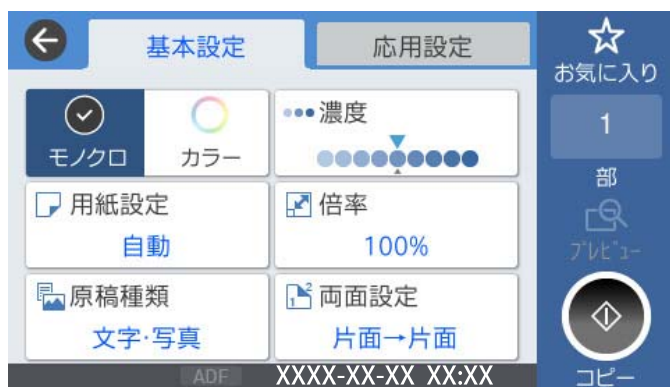 基本設定
応用設定
お気に入り
モノクロ
カラー
濃度
1
部
用紙設定
自動
倍率
100%
プレビュー
原稿種類
文字·写真
1 2 両面設定
片面→片面
ADF
XXXX-XX-XX XX:XX
コピー